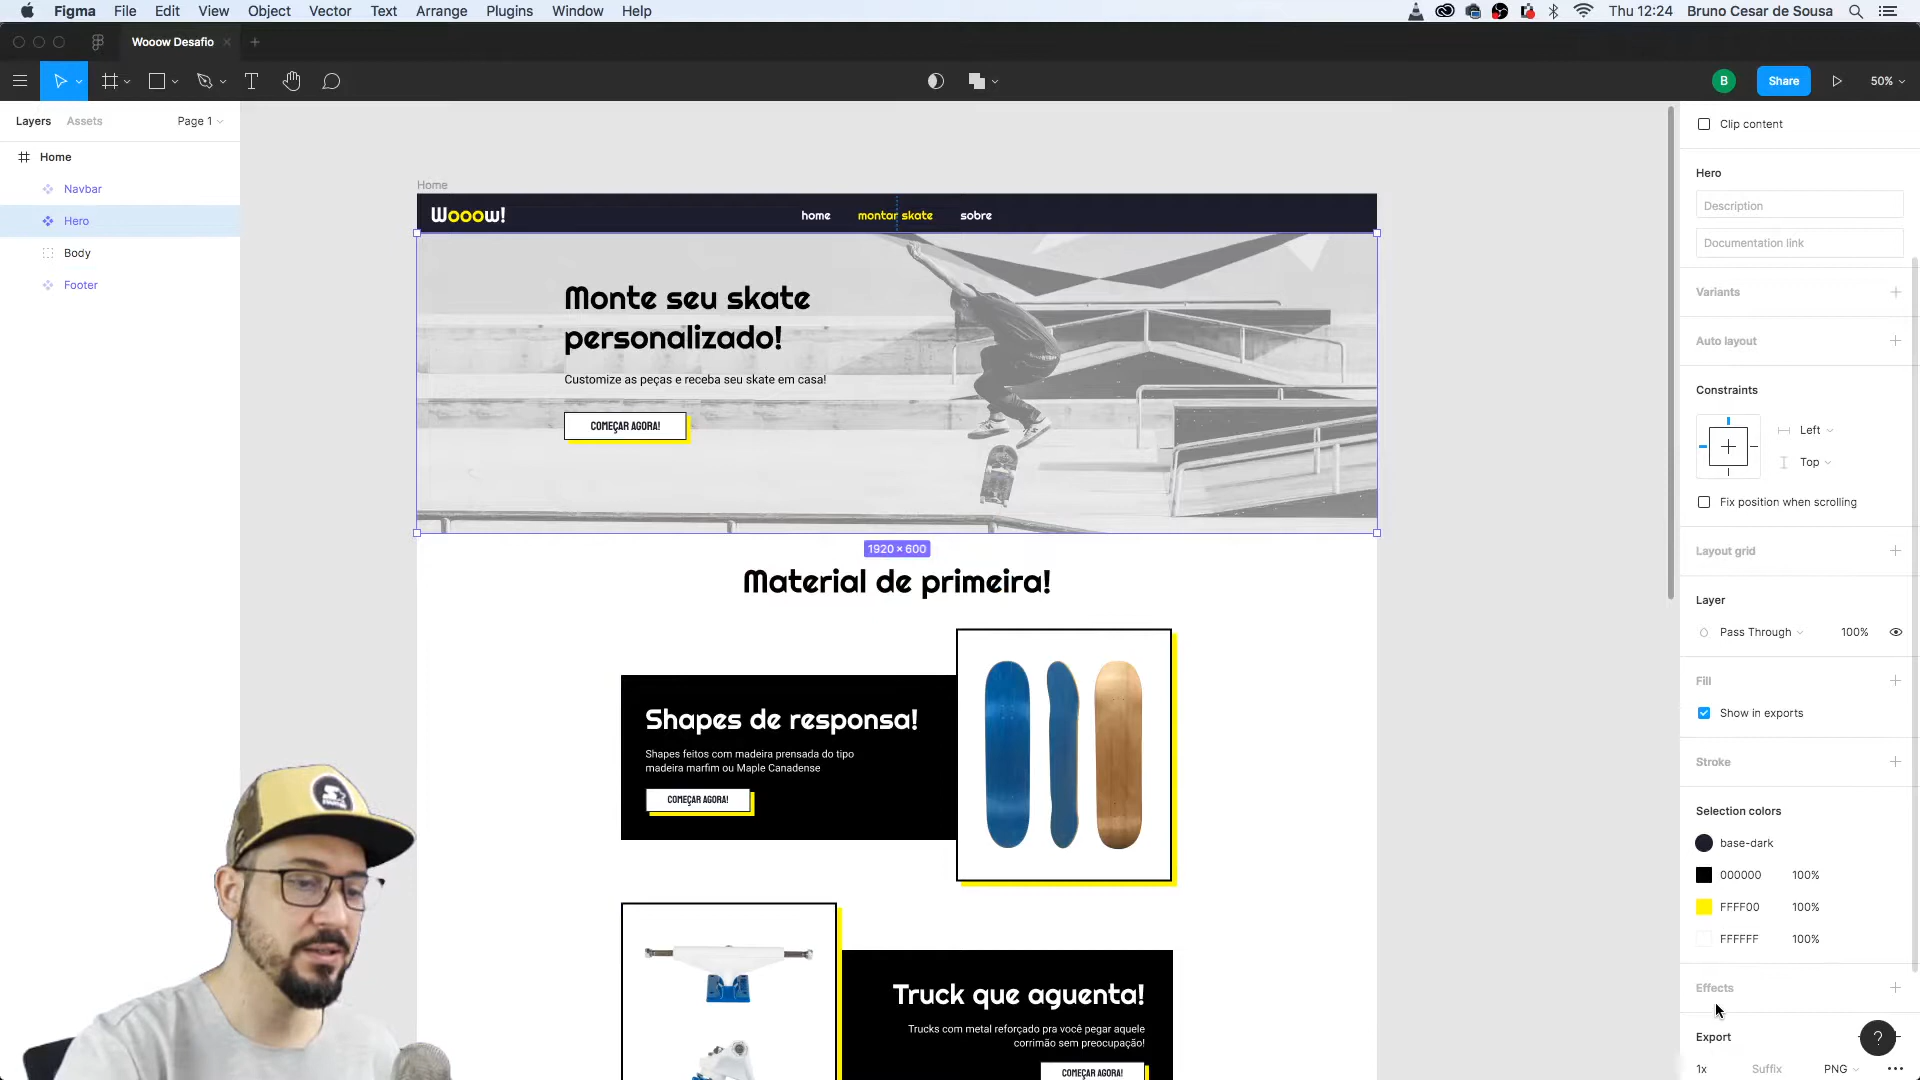 Figma File Edit View Object Vector Text Arrange Plugins Window Help
Thu 12:24 Bruno Cesar de Sousa
Wooow Desafio
B Share 50%
Layers Assets Page 1
Home
Navbar
Hero
Body
Footer
Home
Wooow! home montar skate sobre
Monte seu skate
personalizado!
Customize as peças e receba seu skate em casa!
COMEÇAR AGORA!
1920 × 600
Material de primeira!
Shapes de responsa!
Shapes feitos com madeira prensada do tipo
madeira marfim ou Maple Canadense
COMEÇAR AGORA!
Truck que aguenta!
Trucks com metal reforçado pra você pegar aquele
corrimão sem preocupação!
COMEÇAR AGORA!
Clip content
Hero
Description
Documentation link
Variants
Auto layout
Constraints
Left
Top
Fix position when scrolling
Layout grid
Layer
Pass Through 100%
Fill
Show in exports
Stroke
Selection colors
base-dark
000000 100%
FFFF00 100%
FFFFFF 100%
Effects
Export
?
1x Suffix PNG